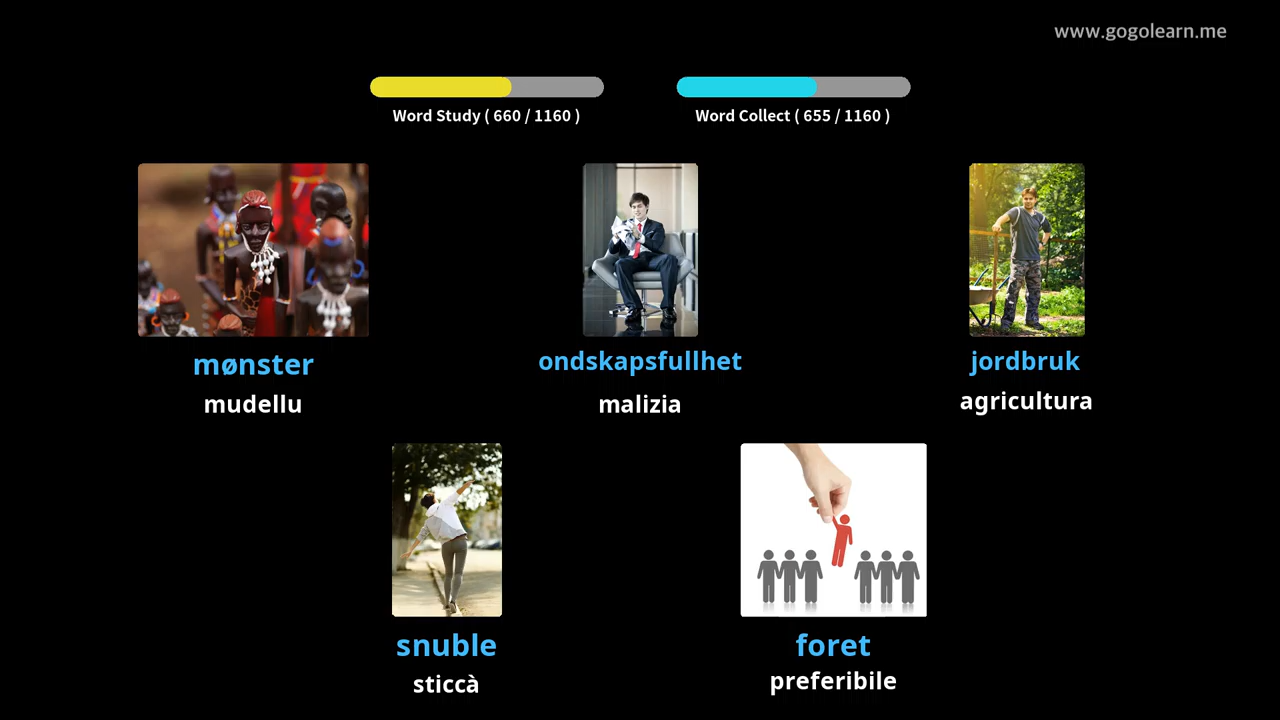 www.gogolearn.me
Word Study ( 660 / 1160 )
Word Collect ( 655 / 1160 )
mønster
mudellu
ondskapsfullhet
malizia
jordbruk
agricultura
snuble
sticcà
foret
preferibile